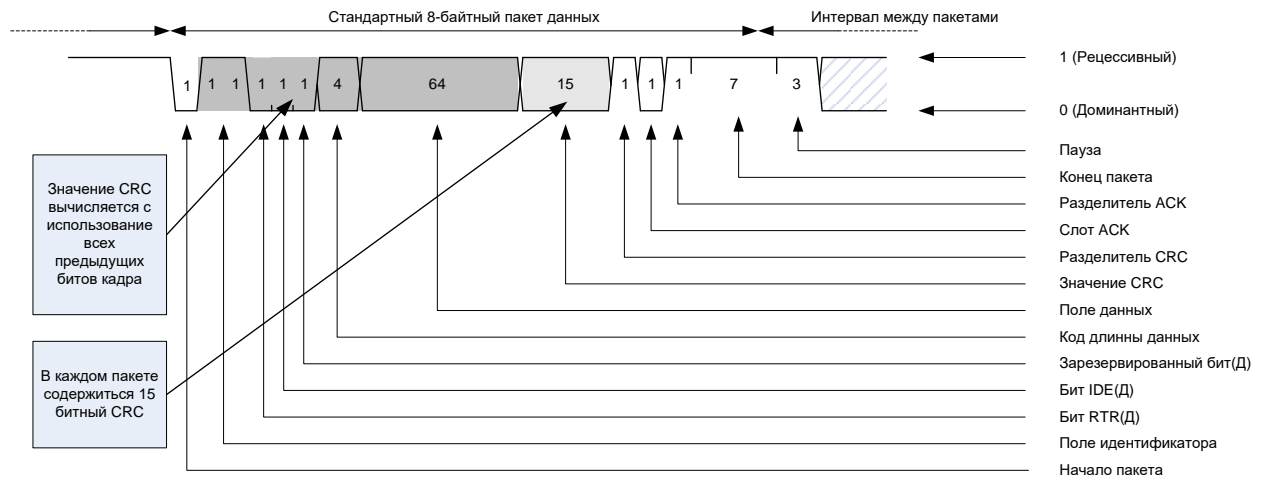 Стандартный 8-байтный пакет данных
Интервал между пакетами
1 1 1 1 1 1 4 64 15 1 1 1 7 3
1 (Рецессивный)
0 (Доминантный)
Пауза
Конец пакета
Разделитель ACK
Слот ACK
Разделитель CRC
Значение CRC
Поле данных
Код длинны данных
Зарезервированный бит(Д)
Бит IDE(Д)
Бит RTR(Д)
Поле идентификатора
Начало пакета
Значение CRC
вычисляется с
использование
всех
предыдущих
битов кадра
В каждом пакете
содержиться 15
битный CRC